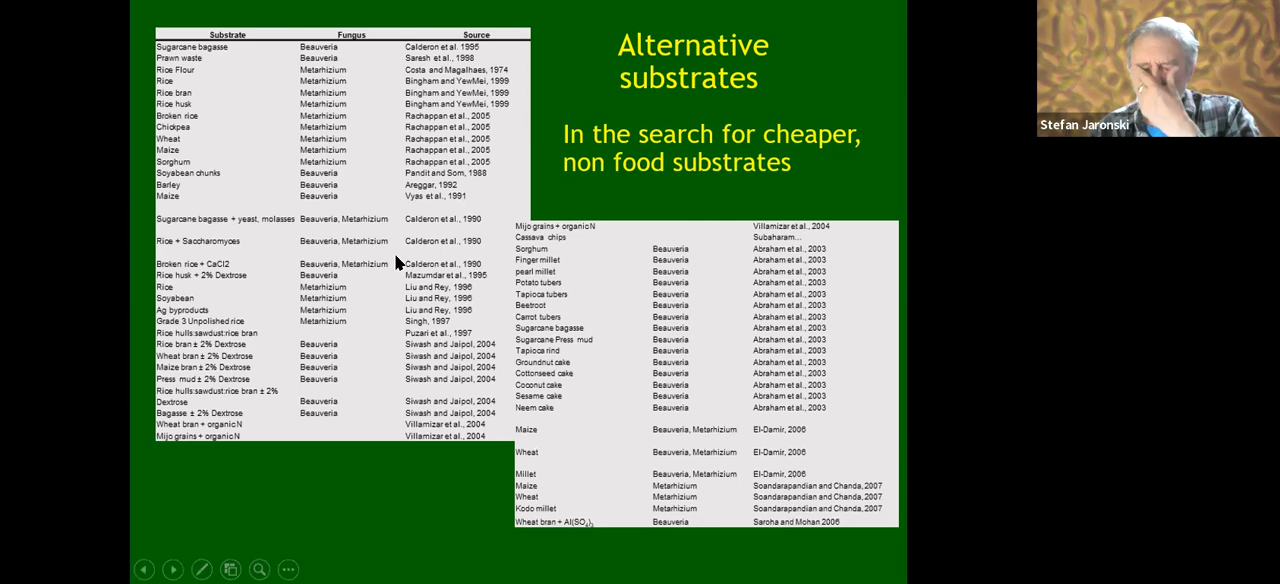 Substrate Fungus Source
Sugarcane bagasse Beauveria Calderon et al. 1995
Prawn waste Beauveria Saresh et al., 1998
Rice Flour Metarhizium Costa and Magalhaes, 1974
Rice Metarhizium Bingham and YewMei, 1999
Rice bran Metarhizium Bingham and YewMei, 1999
Rice husk Metarhizium Bingham and YewMei, 1999
Broken rice Metarhizium Rachappan et al., 2005
Chickpea Metarhizium Rachappan et al., 2005
Wheat Metarhizium Rachappan et al., 2005
Maize Metarhizium Rachappan et al., 2005
Sorghum Metarhizium Rachappan et al., 2005
Soyabean chunks Beauveria Pandit and Som, 1988
Barley Beauveria Areggar, 1992
Maize Beauveria Vyas et al., 1991
Sugarcane bagasse + yeast, molasses Beauveria, Metarhizium Calderon et al., 1990
Rice + Saccharomyces Beauveria, Metarhizium Calderon et al., 1990
Broken rice + CaCl2 Beauveria, Metarhizium Calderon et al., 1990
Rice husk + 2% Dextrose Beauveria Mazumdar et al., 1995
Rice Metarhizium Liu and Rey, 1996
Soyabean Metarhizium Liu and Rey, 1996
Ag byproducts Metarhizium Liu and Rey, 1996
Grade 3 Unpolished rice Metarhizium Singh, 1997
Rice hulls:sawdust:rice bran Puzari et al., 1997
Rice bran ± 2% Dextrose Beauveria Siwash and Jaipol, 2004
Wheat bran ± 2% Dextrose Beauveria Siwash and Jaipol, 2004
Maize bran ± 2% Dextrose Beauveria Siwash and Jaipol, 2004
Press mud ± 2% Dextrose Beauveria Siwash and Jaipol, 2004
Rice hulls:sawdust:rice bran ± 2%
Dextrose Beauveria Siwash and Jaipol, 2004
Bagasse ± 2% Dextrose Beauveria Siwash and Jaipol, 2004
Wheat bran + organic N Villamizar et al., 2004
Mijo grains + organic N Villamizar et al., 2004
Alternative
substrates
In the search for cheaper,
non food substrates
Mijo grains + organic N Villamizar et al., 2004
Cassava chips Subaharam...
Sorghum Beauveria Abraham et al., 2003
Finger millet Beauveria Abraham et al., 2003
pearl millet Beauveria Abraham et al., 2003
Potato tubers Beauveria Abraham et al., 2003
Tapioca tubers Beauveria Abraham et al., 2003
Beetroot Beauveria Abraham et al., 2003
Carrot tubers Beauveria Abraham et al., 2003
Sugarcane bagasse Beauveria Abraham et al., 2003
Sugarcane Press mud Beauveria Abraham et al., 2003
Tapioca rind Beauveria Abraham et al., 2003
Groundnut cake Beauveria Abraham et al., 2003
Cottonseed cake Beauveria Abraham et al., 2003
Coconut cake Beauveria Abraham et al., 2003
Sesame cake Beauveria Abraham et al., 2003
Neem cake Beauveria Abraham et al., 2003
Maize Beauveria, Metarhizium El-Damir, 2006
Wheat Beauveria, Metarhizium El-Damir, 2006
Millet Beauveria, Metarhizium El-Damir, 2006
Maize Metarhizium Soandarapandian and Chanda, 2007
Wheat Metarhizium Soandarapandian and Chanda, 2007
Kodo millet Metarhizium Soandarapandian and Chanda, 2007
Wheat bran + Al(SO4)3 Beauveria Saroha and Mohan 2006
Stefan Jaronski